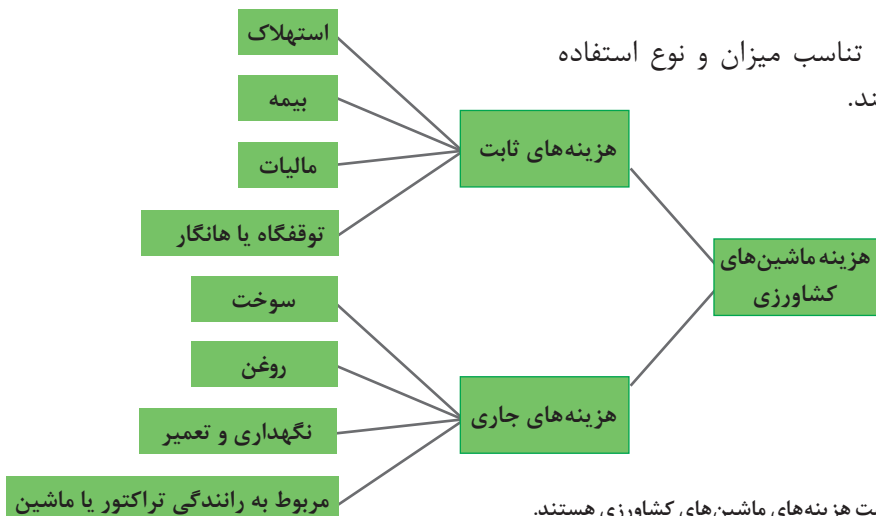 تناسب میزان و نوع استفاده
ند.
هزینه ماشین‌های
کشاورزی
هزینه‌های ثابت
استهلاک
بیمه
مالیات
توقفگاه یا هانگار
هزینه‌های جاری
سوخت
روغن
نگهداری و تعمیر
مربوط به رانندگی تراکتور یا ماشین
ت هزینه‌های ماشین‌های کشاورزی هستند.